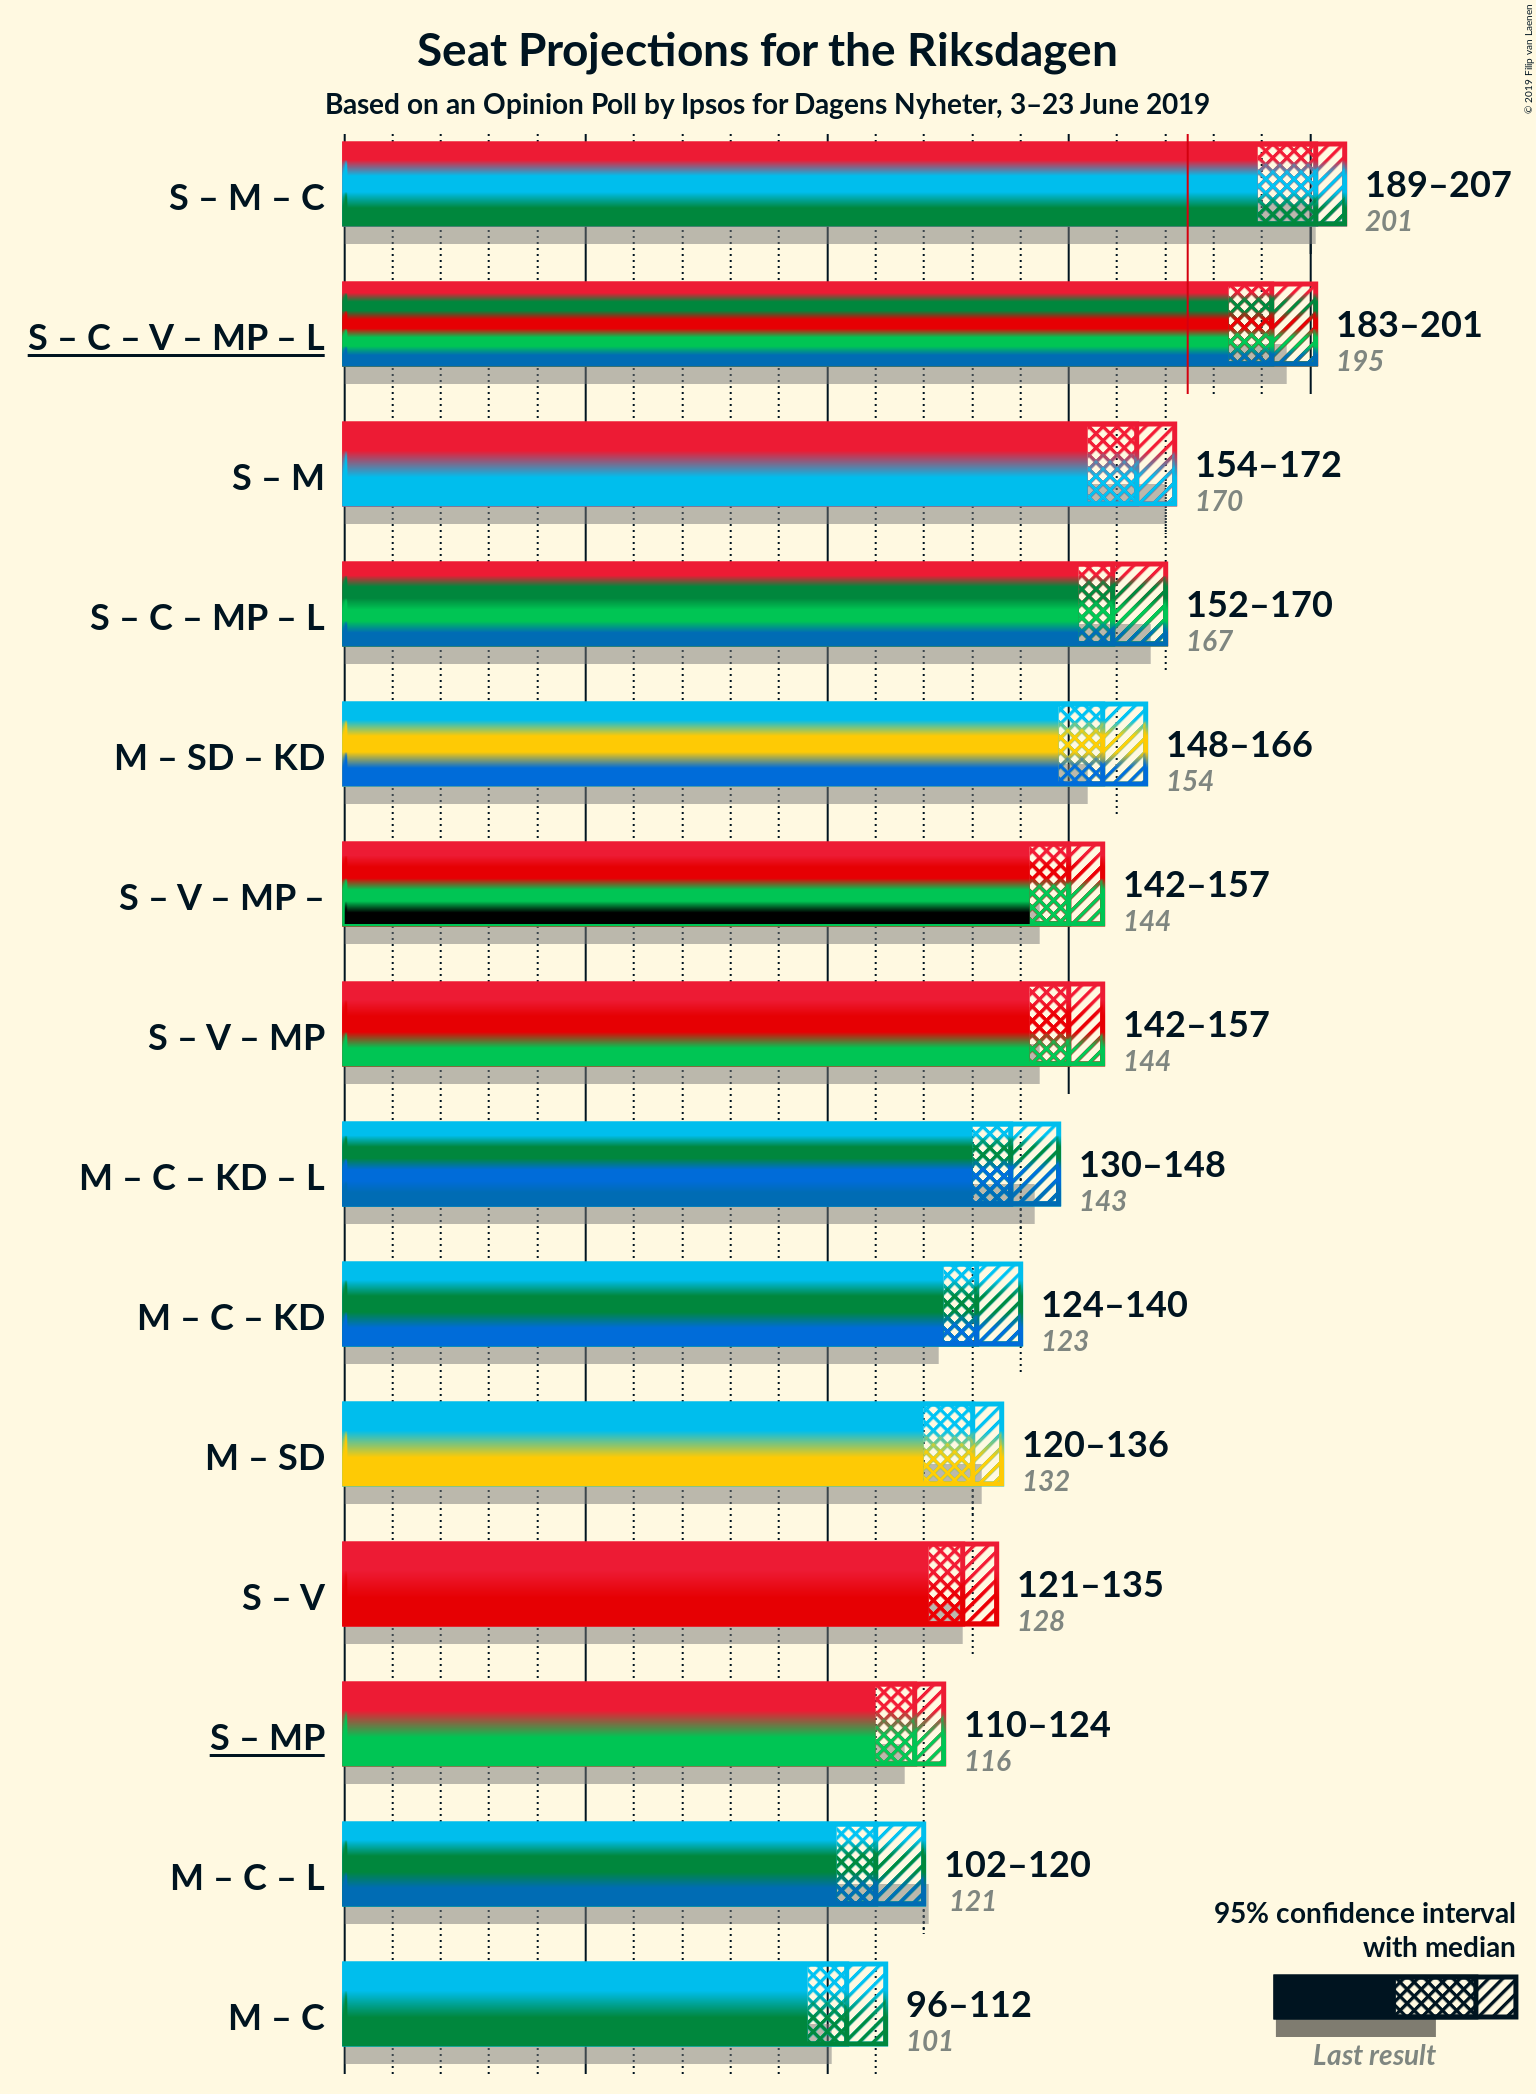 Seat Projections for the Riksdagen
Based on an Opinion Poll by Ipsos for Dagens Nyheter, 3–23 June 2019
© 2019 Filip van Laenen
S – M – C
189–207
201
S – C – V – MP – L
183–201
195
S – M
154–172
170
S – C – MP – L
152–170
167
M – SD – KD
148–166
154
S – V – MP –
142–157
144
S – V – MP
142–157
144
M – C – KD – L
130–148
143
M – C – KD
124–140
123
M – SD
120–136
132
S – V
121–135
128
S – MP
110–124
116
M – C – L
102–120
121
M – C
96–112
101
95% confidence interval
with median
Last result